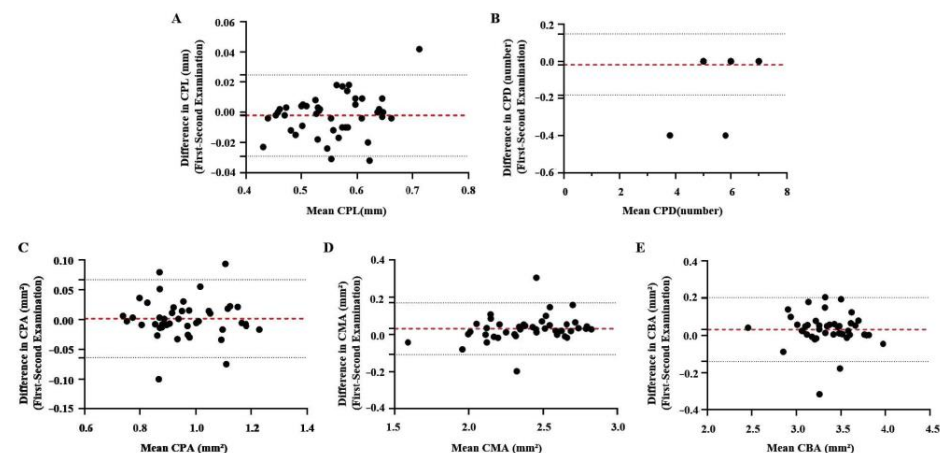 A
Difference in CPL (mm)
(First-Second Examination)
0.06
0.04
0.02
0.00
−0.02
−0.04
0.4 0.5 0.6 0.7 0.8
Mean CPL(mm)
B
Difference in CPD (number)
(First-Second Examination)
0.2
0.0
−0.2
−0.4
−0.6
0 2 4 6 8
Mean CPD(number)
C
Difference in CPA (mm²)
(First-Second Examination)
0.10
0.05
0.00
−0.05
−0.10
−0.15
0.6 0.8 1.0 1.2 1.4
Mean CPA (mm²)
D
Difference in CMA (mm²)
(First-Second Examination)
0.4
0.2
0.0
−0.2
−0.4
1.5 2.0 2.5 3.0
Mean CMA (mm²)
E
Difference in CBA (mm²)
(First-Second Examination)
0.4
0.2
0.0
−0.2
−0.4
2.0 2.5 3.0 3.5 4.0 4.5
Mean CBA (mm²)